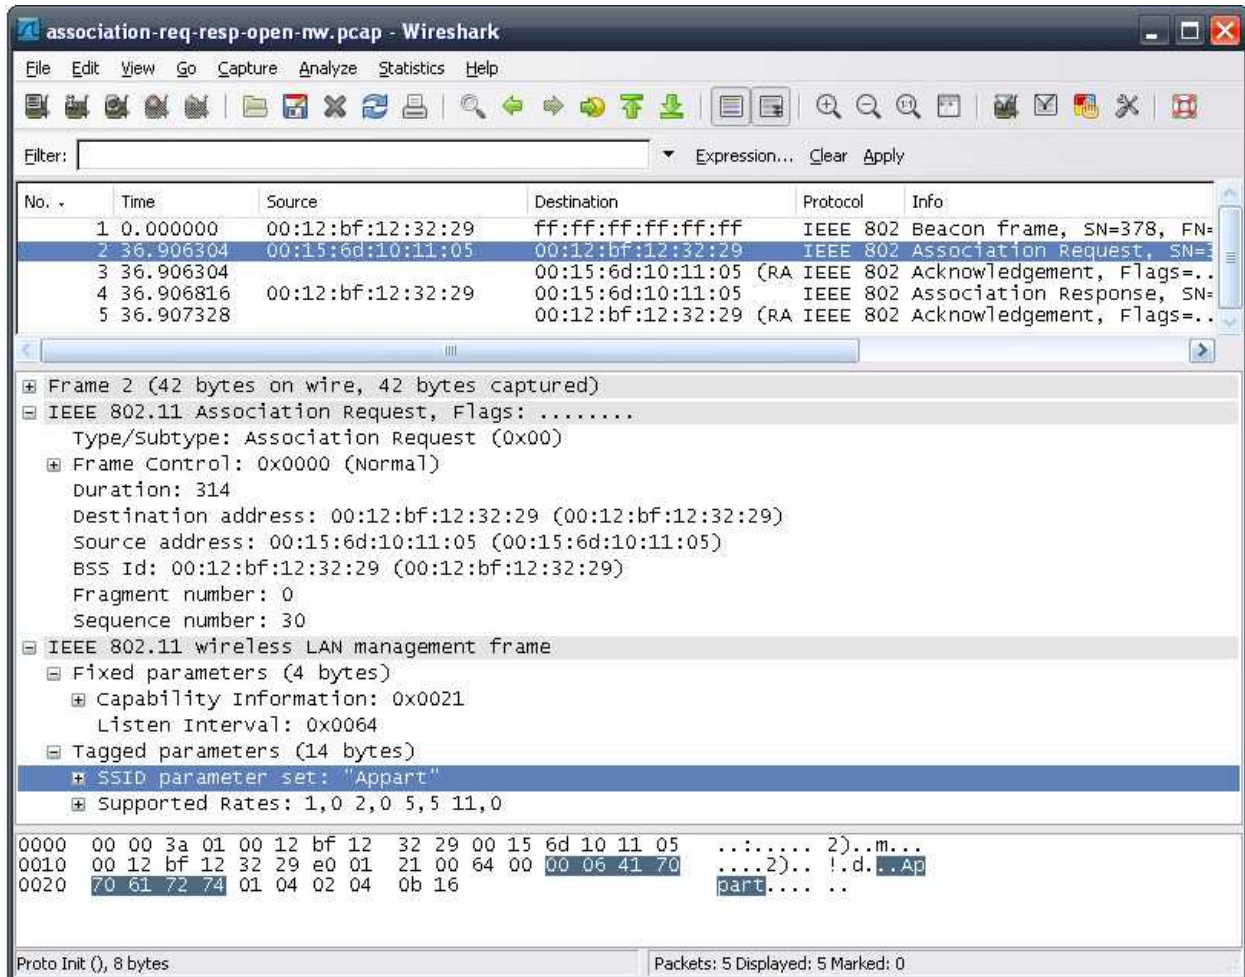 association-req-resp-open-nw.pcap - Wireshark
File Edit View Go Capture Analyze Statistics Help
Filter: Expression... Clear Apply
No. Time Source Destination Protocol Info
1 0.000000 00:12:bf:12:32:29 ff:ff:ff:ff:ff:ff IEEE 802 Beacon frame, SN=378, FN=
2 36.906304 00:15:6d:10:11:05 00:12:bf:12:32:29 IEEE 802 Association Request, SN=3
3 36.906304 00:15:6d:10:11:05 (RA IEEE 802 Acknowledgement, Flags=..
4 36.906816 00:12:bf:12:32:29 00:15:6d:10:11:05 IEEE 802 Association Response, SN=
5 36.907328 00:12:bf:12:32:29 (RA IEEE 802 Acknowledgement, Flags=..
Frame 2 (42 bytes on wire, 42 bytes captured)
IEEE 802.11 Association Request, Flags: ........
Type/Subtype: Association Request (0x00)
Frame Control: 0x0000 (Normal)
Duration: 314
Destination address: 00:12:bf:12:32:29 (00:12:bf:12:32:29)
Source address: 00:15:6d:10:11:05 (00:15:6d:10:11:05)
BSS Id: 00:12:bf:12:32:29 (00:12:bf:12:32:29)
Fragment number: 0
Sequence number: 30
IEEE 802.11 wireless LAN management frame
Fixed parameters (4 bytes)
Capability Information: 0x0021
Listen Interval: 0x0064
Tagged parameters (14 bytes)
SSID parameter set: "Appart"
Supported Rates: 1,0 2,0 5,5 11,0
0000 00 00 3a 01 00 12 bf 12 32 29 00 15 6d 10 11 05 ..:..... 2)..m...
0010 00 12 bf 12 32 29 e0 01 21 00 64 00 00 06 41 70 ....2).. !.d...Ap
0020 70 61 72 74 01 04 02 04 0b 16 part.... ..
Proto Init (), 8 bytes Packets: 5 Displayed: 5 Marked: 0